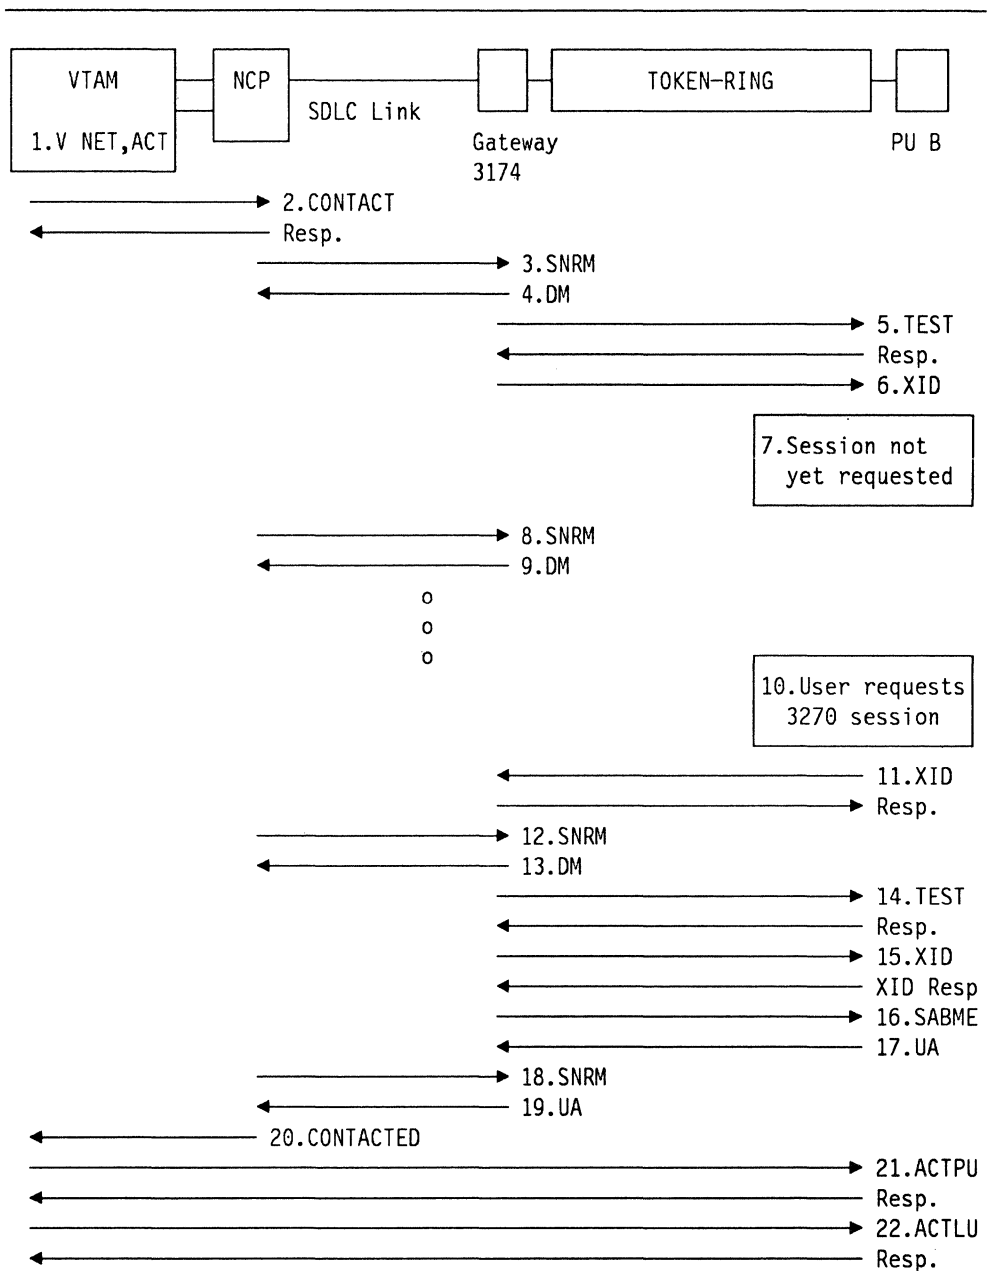 VTAM
NCP
TOKEN-RING
SDLC Link
1.V NET,ACT
Gateway
3174
PU B
2.CONTACT
Resp.
3.SNRM
4.DM
5.TEST
Resp.
6.XID
7.Session not
yet requested
8.SNRM
9.DM
o
o
o
10.User requests
3270 session
11.XID
Resp.
12.SNRM
13.DM
14.TEST
Resp.
15.XID
XID Resp
16.SABME
17.UA
18.SNRM
19.UA
20.CONTACTED
21.ACTPU
Resp.
22.ACTLU
Resp.